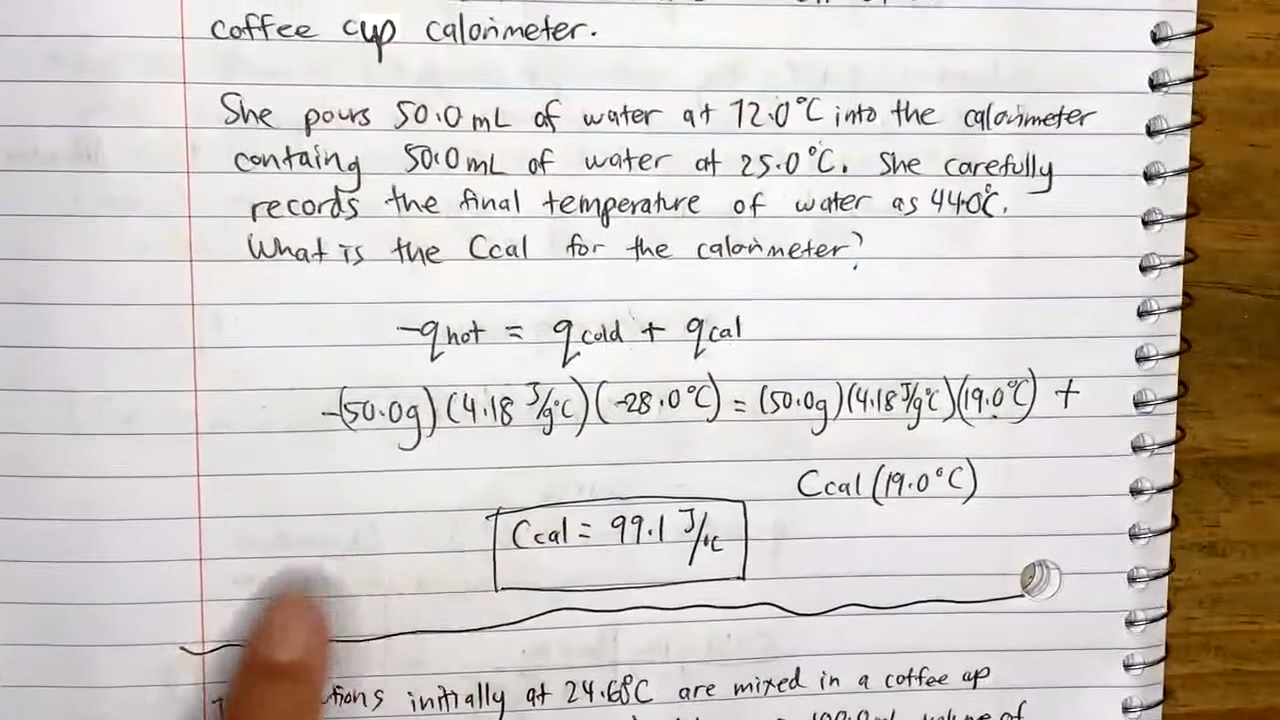 coffee cup calorimeter.
She pours 50.0 mL of water at 72.0°C into the calorimeter
containg 50.0 mL of water at 25.0°C. She carefully
records the final temperature of water as 44.0°C.
What is the Ccal for the calorimeter?
-qhot = qcold + qcal
-(50.0g)(4.18 J/g°C)(-28.0°C) = (50.0g)(4.18 J/g°C)(19.0°C) +
Ccal(19.0°C)
Ccal = 99.1 J/°C
initially at 24.68°C are mixed in a coffee cup
of